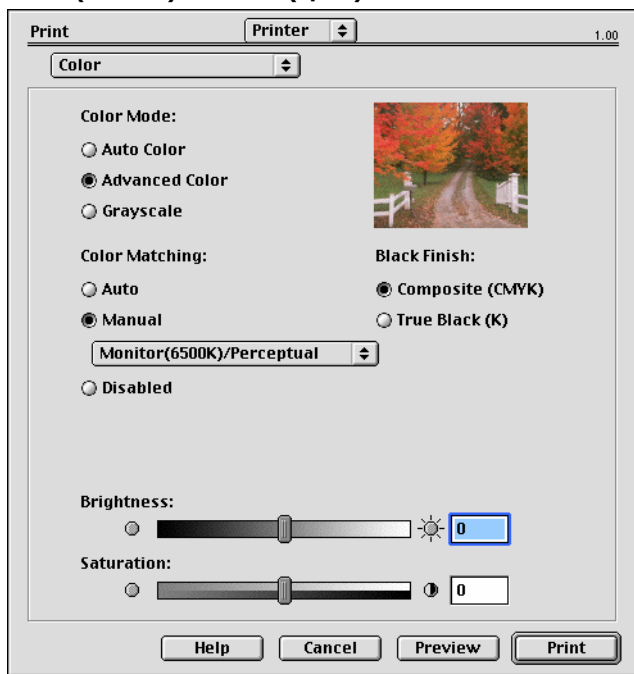 Print Printer 1.00
Color
Color Mode:
Auto Color
Advanced Color
Grayscale
Color Matching: Black Finish:
Auto Composite (CMYK)
Manual True Black (K)
Monitor(6500K)/Perceptual
Disabled
Brightness:
0
Saturation:
0
Help Cancel Preview Print